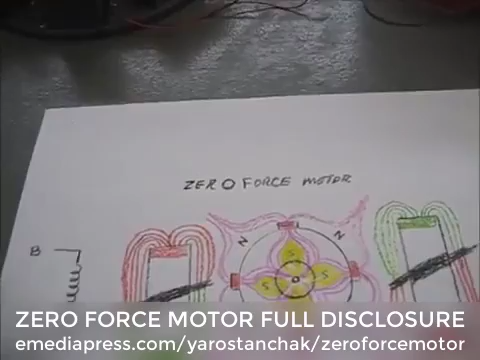 ZERO FORCE MOTOR
B
N
N
S
S
S
S
ZERO FORCE MOTOR FULL DISCLOSURE
emediapress.com/yarostanchak/zeroforcemotor